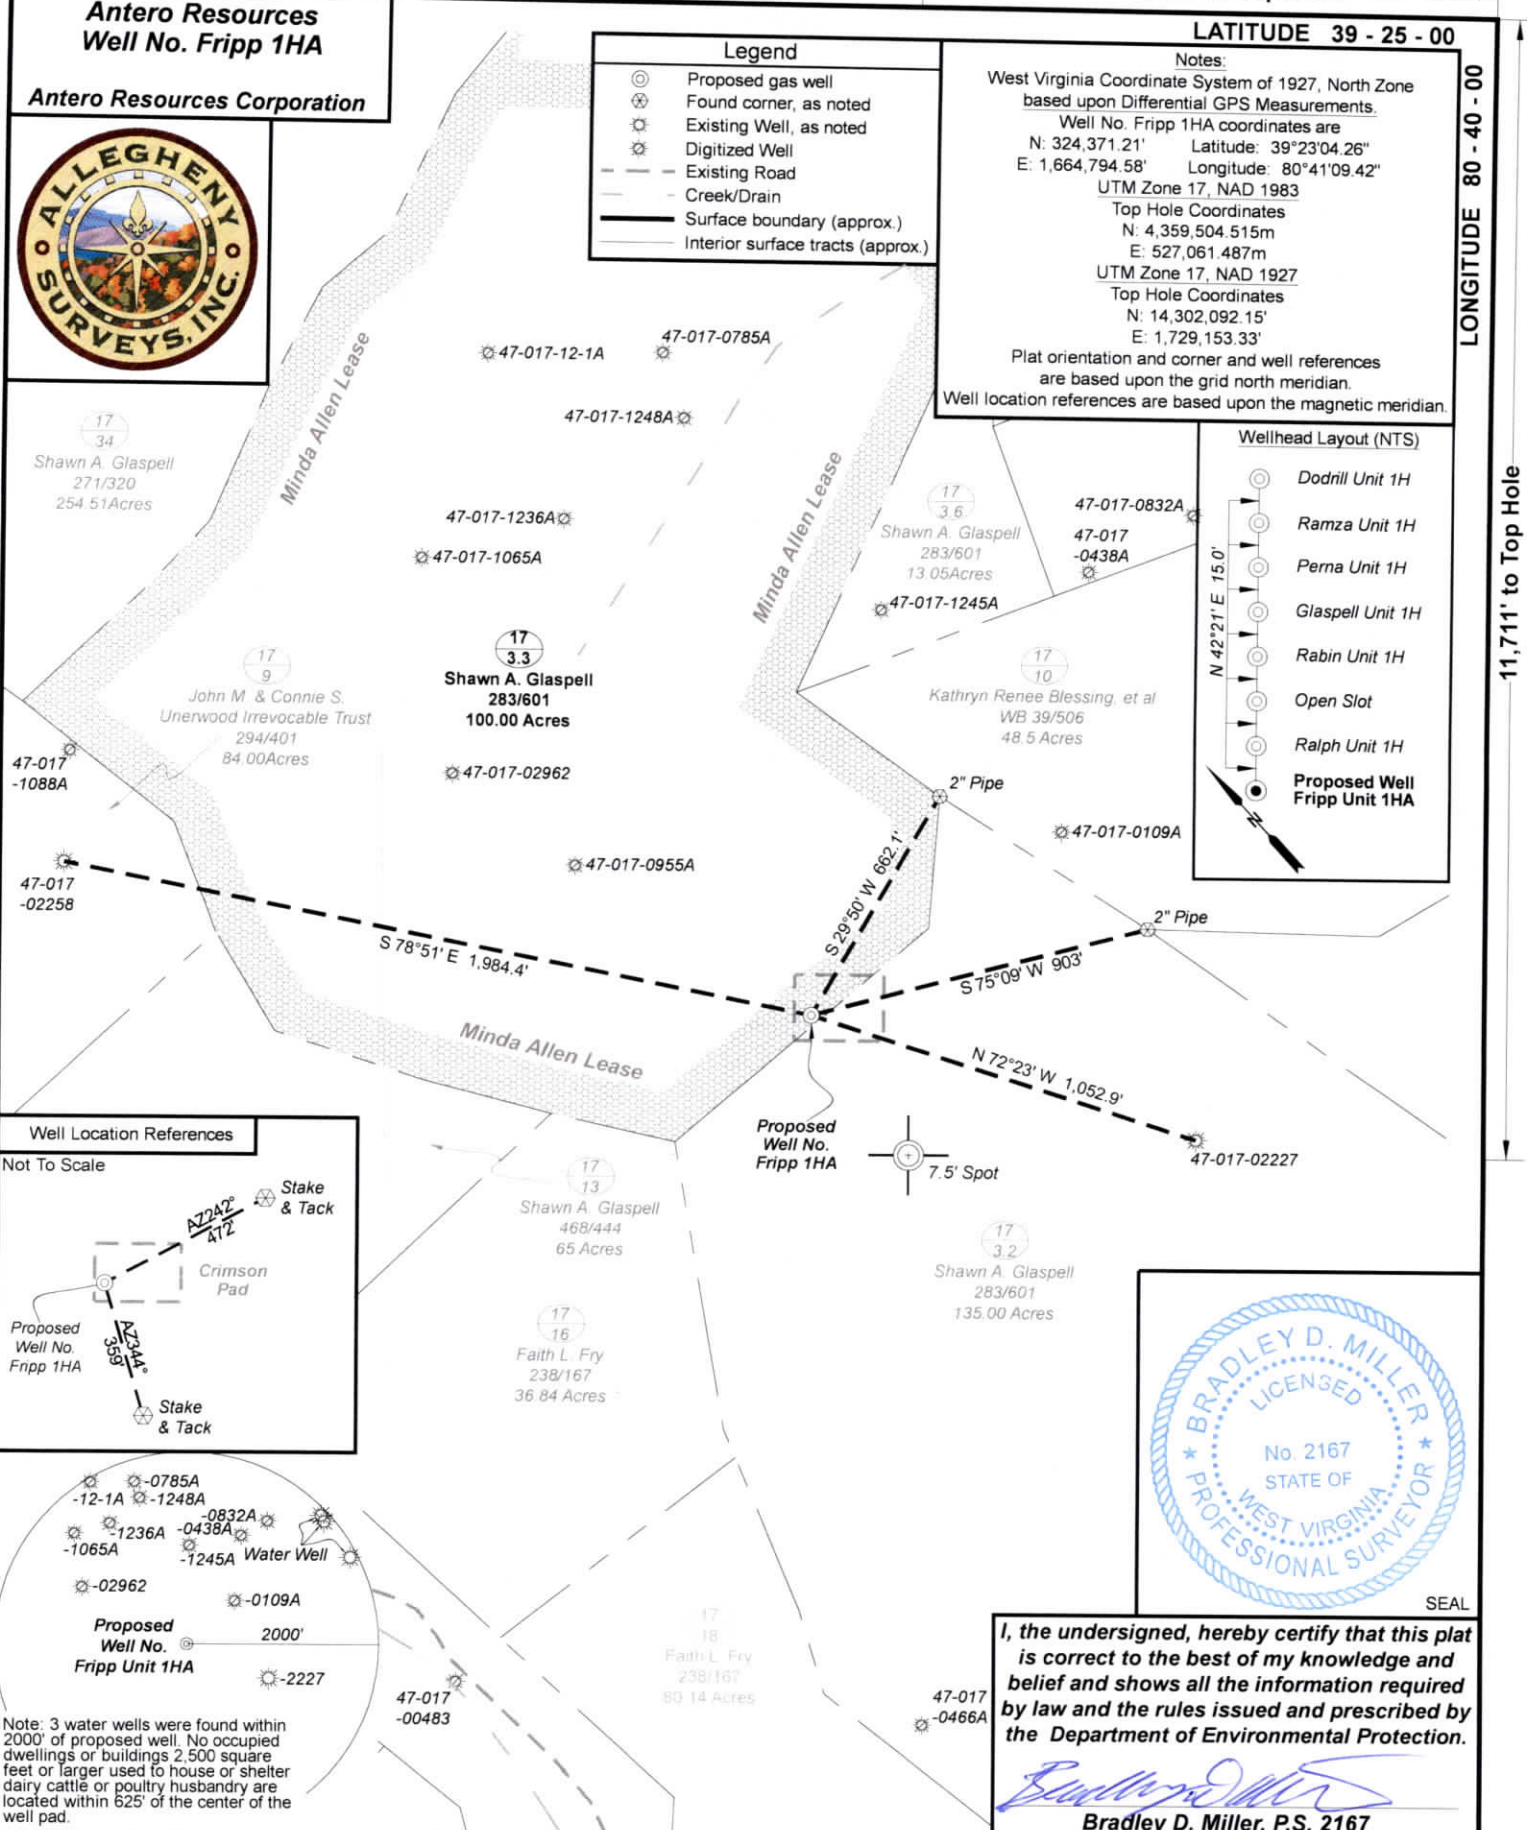 Antero Resources
Well No. Fripp 1HA
Antero Resources Corporation
ALLEGHENY
SURVEYS, INC.
Legend
Proposed gas well
Found corner, as noted
Existing Well, as noted
Digitized Well
Existing Road
Creek/Drain
Surface boundary (approx.)
Interior surface tracts (approx.)
LATITUDE 39 - 25 - 00
LONGITUDE 80 - 40 - 00
11,711' to Top Hole
Notes:
West Virginia Coordinate System of 1927, North Zone
based upon Differential GPS Measurements.
Well No. Fripp 1HA coordinates are
N: 324,371.21' Latitude: 39°23'04.26"
E: 1,664,794.58' Longitude: 80°41'09.42"
UTM Zone 17, NAD 1983
Top Hole Coordinates
N: 4,359,504.515m
E: 527,061.487m
UTM Zone 17, NAD 1927
Top Hole Coordinates
N: 14,302,092.15'
E: 1,729,153.33'
Plat orientation and corner and well references
are based upon the grid north meridian.
Well location references are based upon the magnetic meridian.
Wellhead Layout (NTS)
Dodrill Unit 1H
Ramza Unit 1H
Perna Unit 1H
Glaspell Unit 1H
Rabin Unit 1H
Open Slot
Ralph Unit 1H
Proposed Well
Fripp Unit 1HA
N 42°21' E 15.0'
N
Minda Allen Lease
47-017-12-1A
47-017-0785A
47-017-1248A
17
34
Shawn A. Glaspell
271/320
254.51Acres
47-017-1236A
47-017-1065A
Minda Allen Lease
17
3.6
Shawn A. Glaspell
283/601
13.05Acres
47-017-0832A
47-017
-0438A
47-017-1245A
17
3.3
Shawn A. Glaspell
283/601
100.00 Acres
17
9
John M. & Connie S.
Unerwood Irrevocable Trust
294/401
84.00Acres
17
10
Kathryn Renee Blessing, et al
WB 39/506
48.5 Acres
47-017
-1088A
47-017-02962
2" Pipe
47-017-0109A
47-017-0955A
47-017
-02258
S 29°50' W 662.1'
2" Pipe
S 78°51' E 1,984.4'
S 75°09' W 903'
Minda Allen Lease
N 72°23' W 1,052.9'
Proposed
Well No.
Fripp 1HA
7.5' Spot
47-017-02227
Well Location References
Not To Scale
Stake
& Tack
AZ242°
472'
Crimson
Pad
Proposed
Well No.
Fripp 1HA
AZ344°
359'
Stake
& Tack
17
13
Shawn A. Glaspell
468/444
65 Acres
17
3.2
Shawn A. Glaspell
283/601
135.00 Acres
17
16
Faith L. Fry
238/167
36.84 Acres
BRADLEY D. MILLER
LICENSED
No. 2167
STATE OF
WEST VIRGINIA
PROFESSIONAL SURVEYOR
SEAL
-0785A
-12-1A
-1248A
-0832A
-1236A
-0438A
-1065A
-1245A
Water Well
-02962
-0109A
Proposed
Well No.
Fripp Unit 1HA
2000'
-2227
17
18
Faith L. Fry
238/167
80.14 Acres
47-017
-00483
47-017
-0466A
Note: 3 water wells were found within
2000' of proposed well. No occupied
dwellings or buildings 2,500 square
feet or larger used to house or shelter
dairy cattle or poultry husbandry are
located within 625' of the center of the
well pad.
I, the undersigned, hereby certify that this plat
is correct to the best of my knowledge and
belief and shows all the information required
by law and the rules issued and prescribed by
the Department of Environmental Protection.
Bradley D. Miller, P.S. 2167